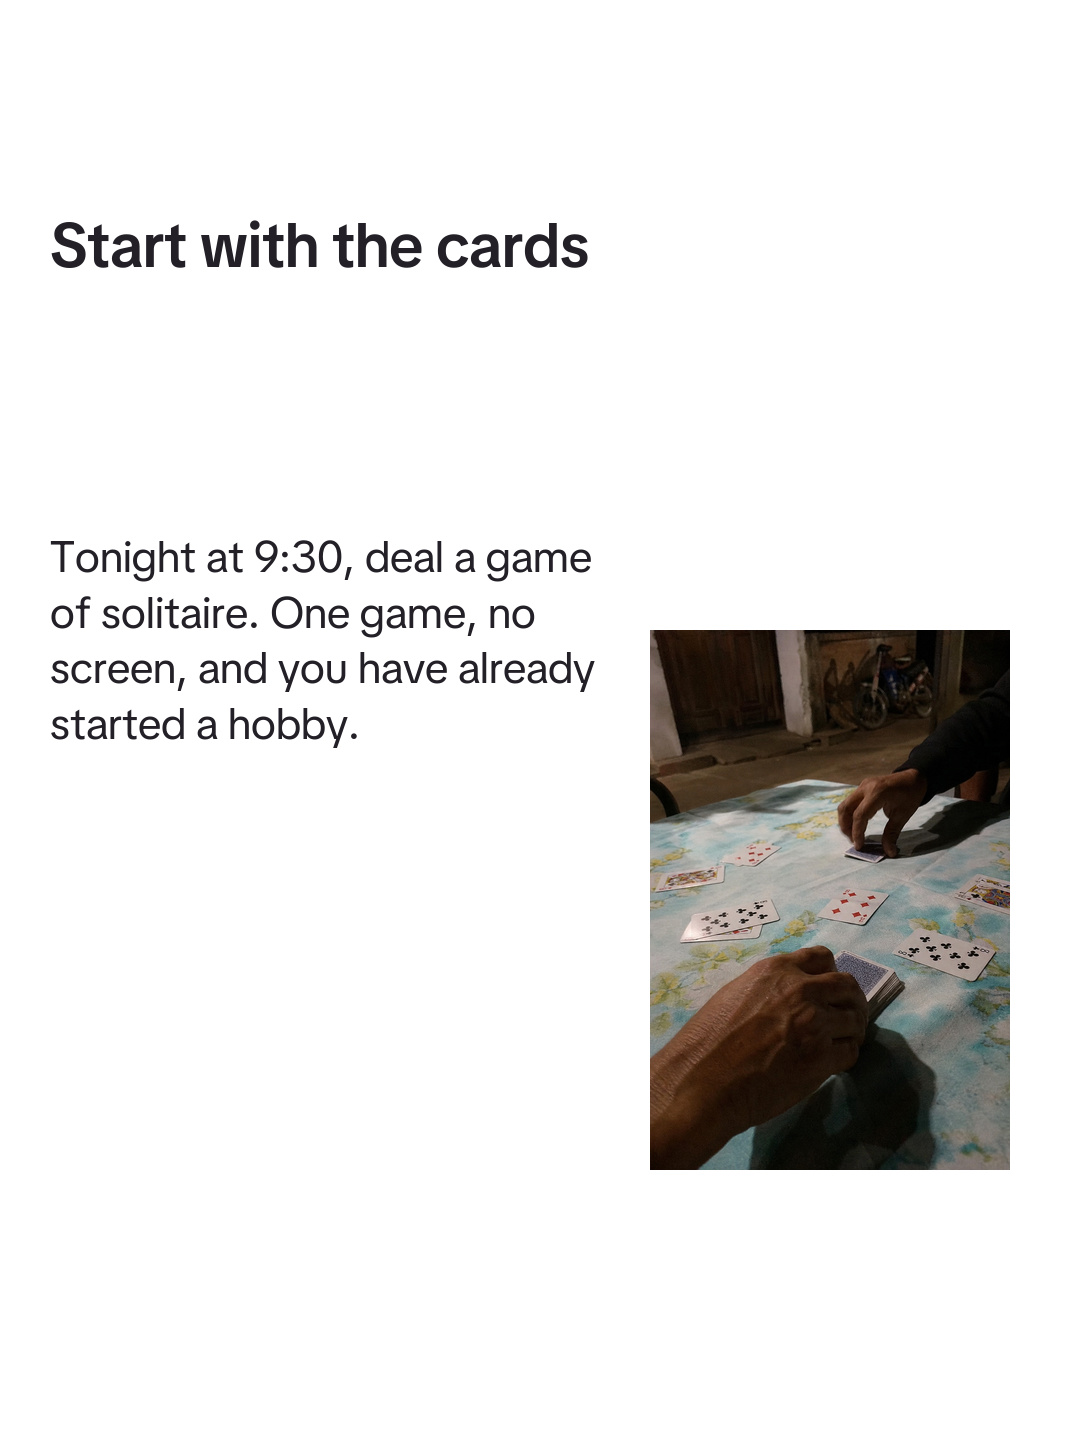 Start with the cards
Tonight at 9:30, deal a game
of solitaire. One game, no
screen, and you have already
started a hobby.